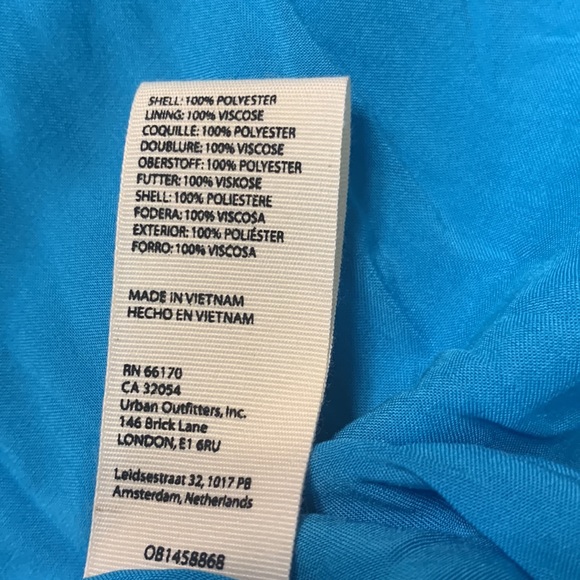 SHELL: 100% POLYESTER
LINING: 100% VISCOSE
COQUILLE: 100% POLYESTER
DOUBLURE: 100% VISCOSE
OBERSTOFF: 100% POLYESTER
FUTTER: 100% VISKOSE
SHELL: 100% POLIESTERE
FODERA: 100% VISCOSA
EXTERIOR: 100% POLIÉSTER
FORRO: 100% VISCOSA
MADE IN VIETNAM
HECHO EN VIETNAM
RN 66170
CA 32054
Urban Outfitters, Inc.
146 Brick Lane
LONDON, E1 6RU
Leidsestraat 32, 1017 PB
Amsterdam, Netherlands
OB1458868